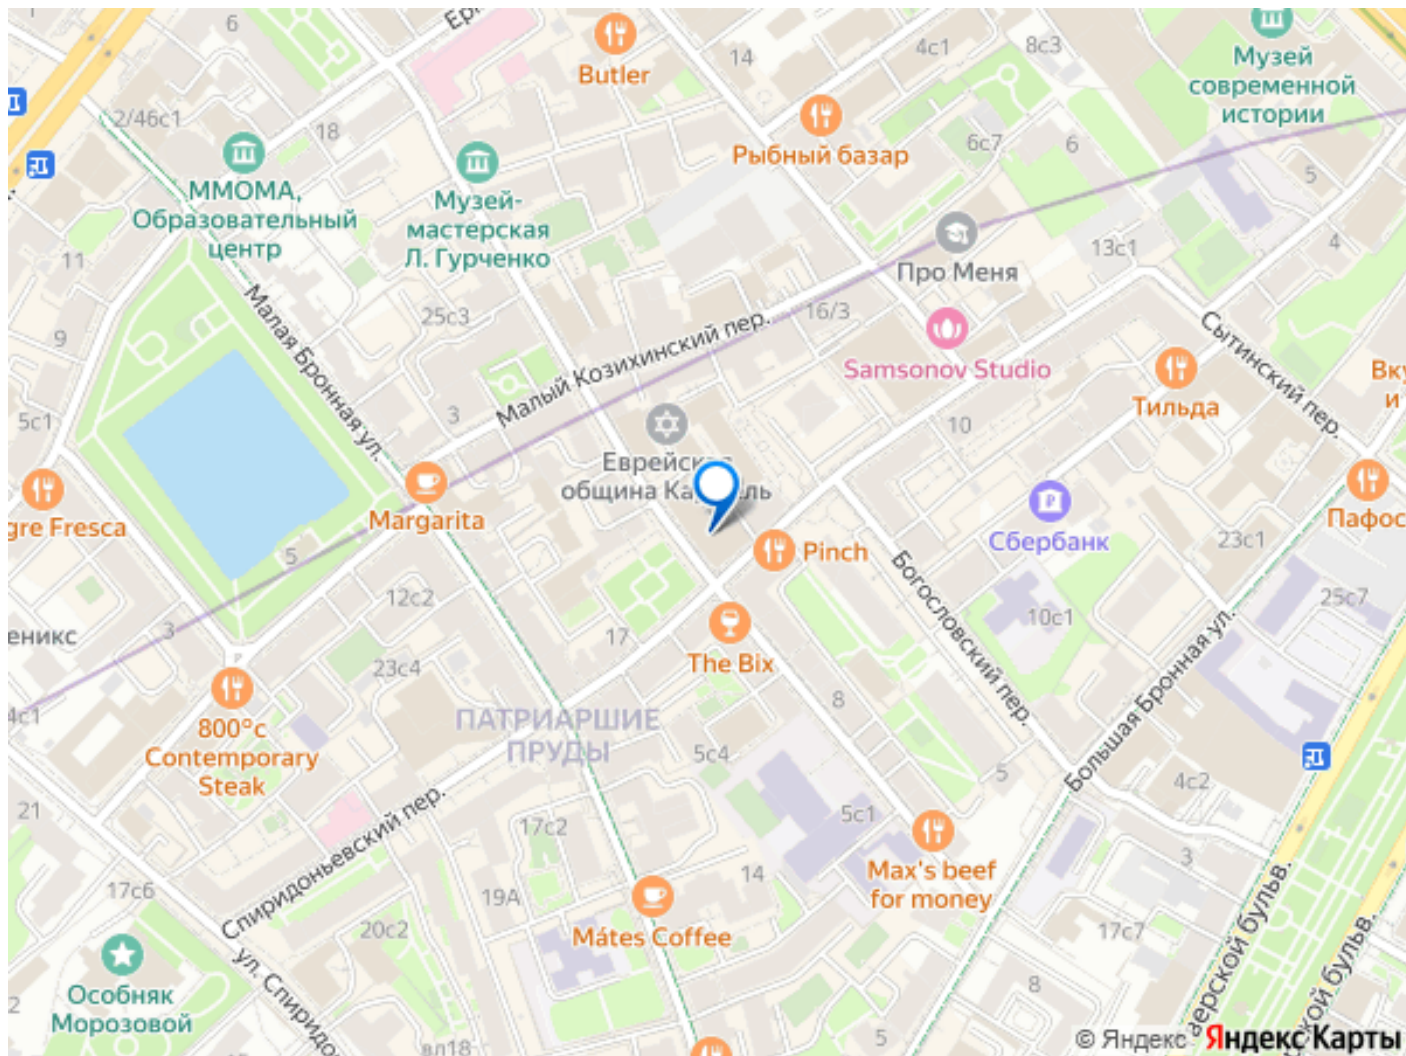 6
Butler
14
4с1
8с3
Музей
современной
истории
2/46с1
18
Рыбный базар
6с7
6
5
ММОМА,
Образовательный
центр
Музей-
мастерская
Л. Гурченко
11
Про Меня
13с1
4
9
25с3
Малая Бронная ул.
Малый Козихинский пер.
16/3
Samsonov Studio
Сытинский пер.
Тильда
5с1
3
10
Еврейская
община
Margarita
Сбербанк
Пафос
23с1
5
Pinch
12с2
17
Богословский пер.
10с1
25с7
3
23с4
The Bix
8
800°с
Contemporary
Steak
ПАТРИАРШИЕ
ПРУДЫ
5с4
5
Большая Бронная ул.
4с2
21
Спиридоньевский пер.
17с2
5с1
3
Max's beef
for money
17с6
19А
14
20с2
Mátes Coffee
17с7
Особняк
Морозовой
8
5
вл18
© Яндекс Яндекс Карты